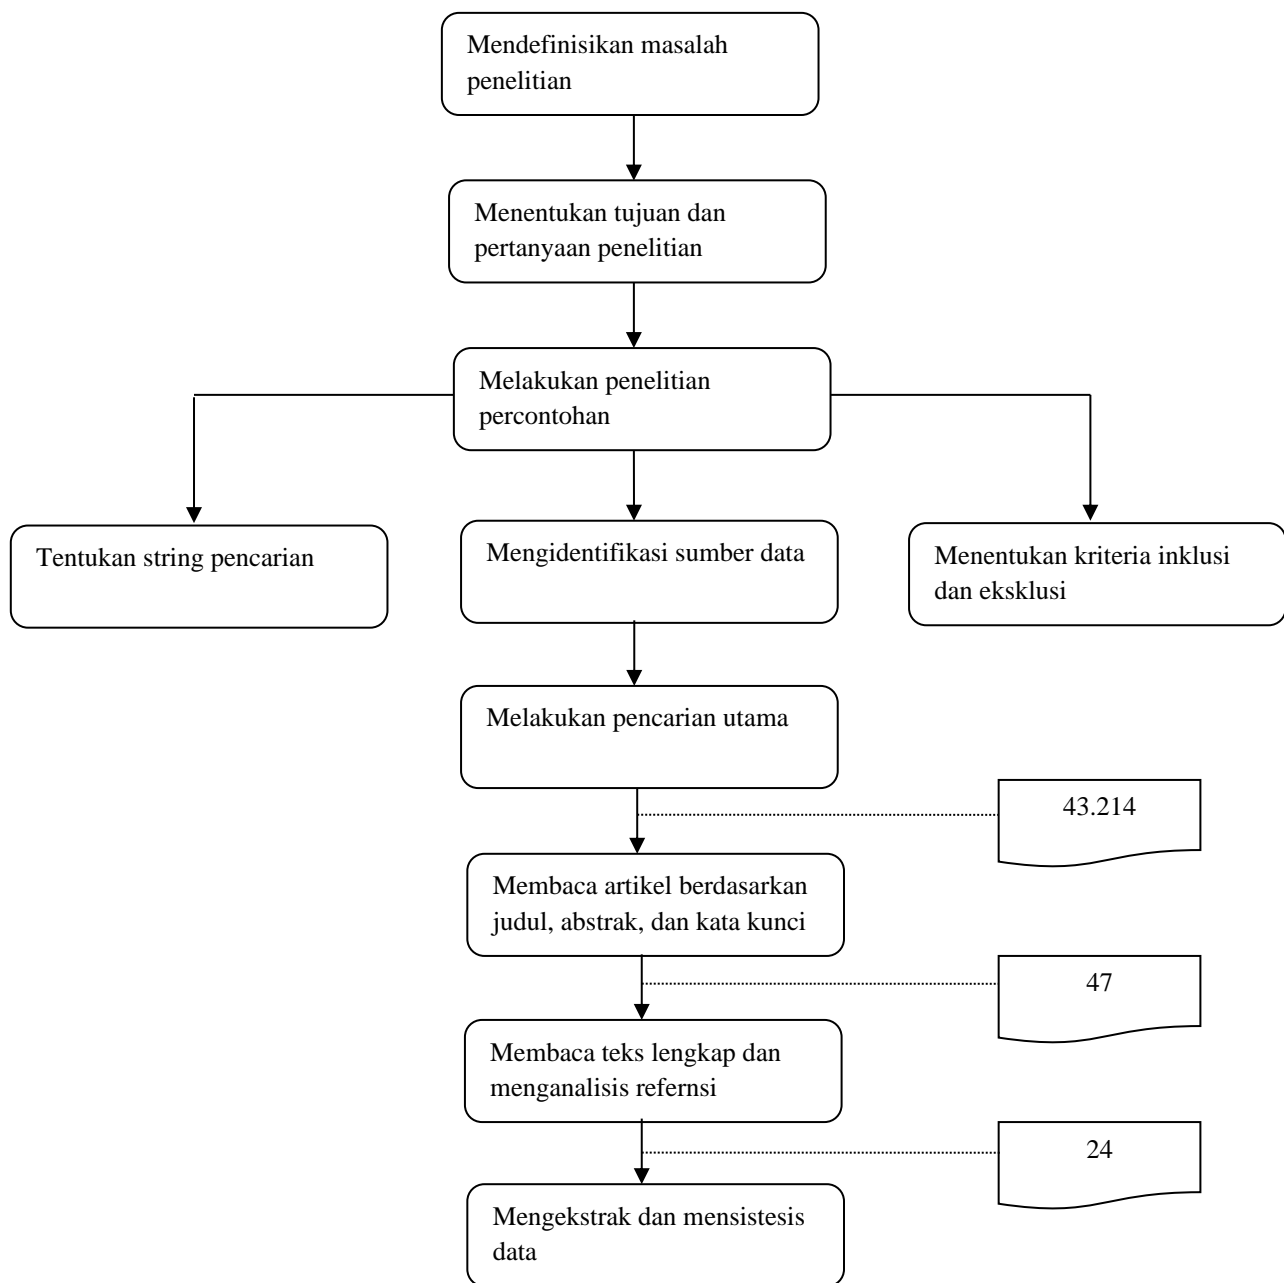 Mendefinisikan masalah
penelitian
Menentukan tujuan dan
pertanyaan penelitian
Melakukan penelitian
percontohan
Tentukan string pencarian
Mengidentifikasi sumber data
Menentukan kriteria inklusi
dan eksklusi
Melakukan pencarian utama
43.214
Membaca artikel berdasarkan
judul, abstrak, dan kata kunci
47
Membaca teks lengkap dan
menganalisis refernsi
24
Mengekstrak dan mensistesis
data